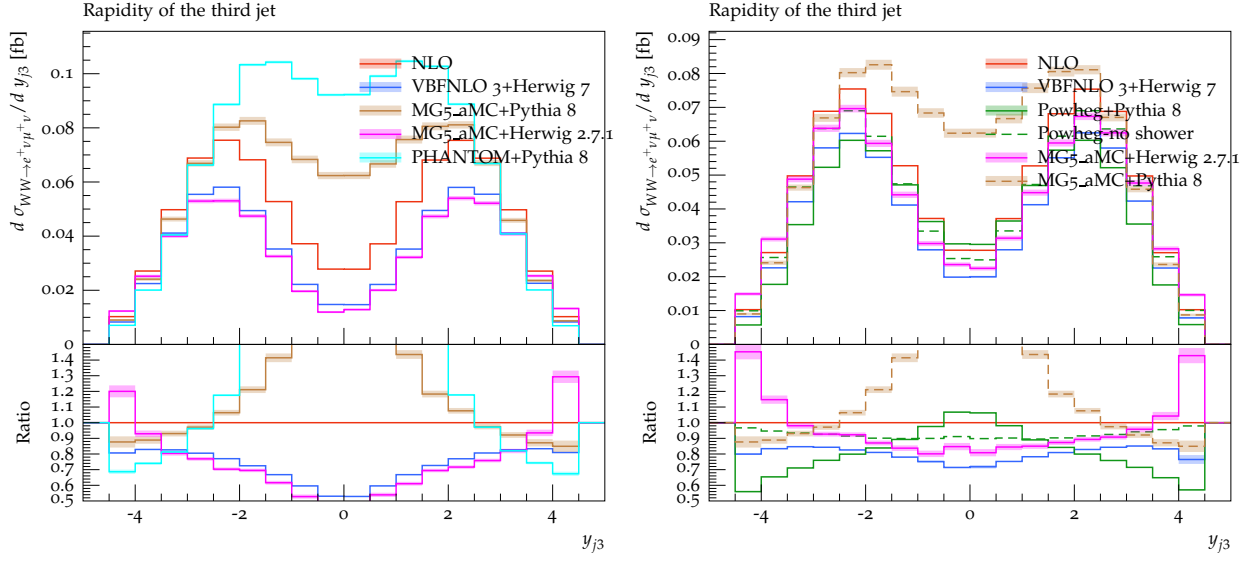 Rapidity of the third jet
d σ_{WW→e⁺νμ⁺ν}/d y_{j3} [fb]
0.1
0.08
0.06
0.04
0.02
0
NLO
VBFNLO 3+Herwig 7
MG5_aMC+Pythia 8
MG5_aMC+Herwig 2.7.1
PHANTOM+Pythia 8
Ratio
1.4
1.3
1.2
1.1
1.0
0.9
0.8
0.7
0.6
0.5
-4 -2 0 2 4
y_{j3}
Rapidity of the third jet
d σ_{WW→e⁺νμ⁺ν}/d y_{j3} [fb]
0.09
0.08
0.07
0.06
0.05
0.04
0.03
0.02
0.01
0
NLO
VBFNLO 3+Herwig 7
Powheg+Pythia 8
Powheg-no shower
MG5_aMC+Herwig 2.7.1
MG5_aMC+Pythia 8
Ratio
1.4
1.3
1.2
1.1
1.0
0.9
0.8
0.7
0.6
0.5
-4 -2 0 2 4
y_{j3}